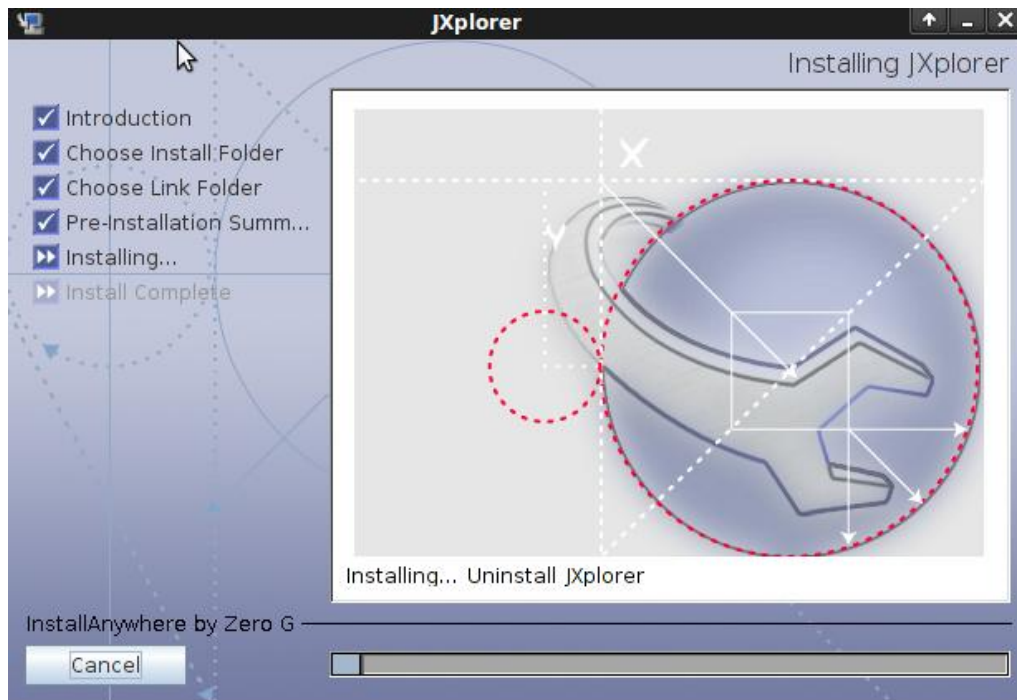 JXplorer
Installing JXplorer
Introduction
Choose Install Folder
Choose Link Folder
Pre-Installation Summ...
Installing...
Install Complete
X
Y
Installing... Uninstall JXplorer
InstallAnywhere by Zero G
Cancel